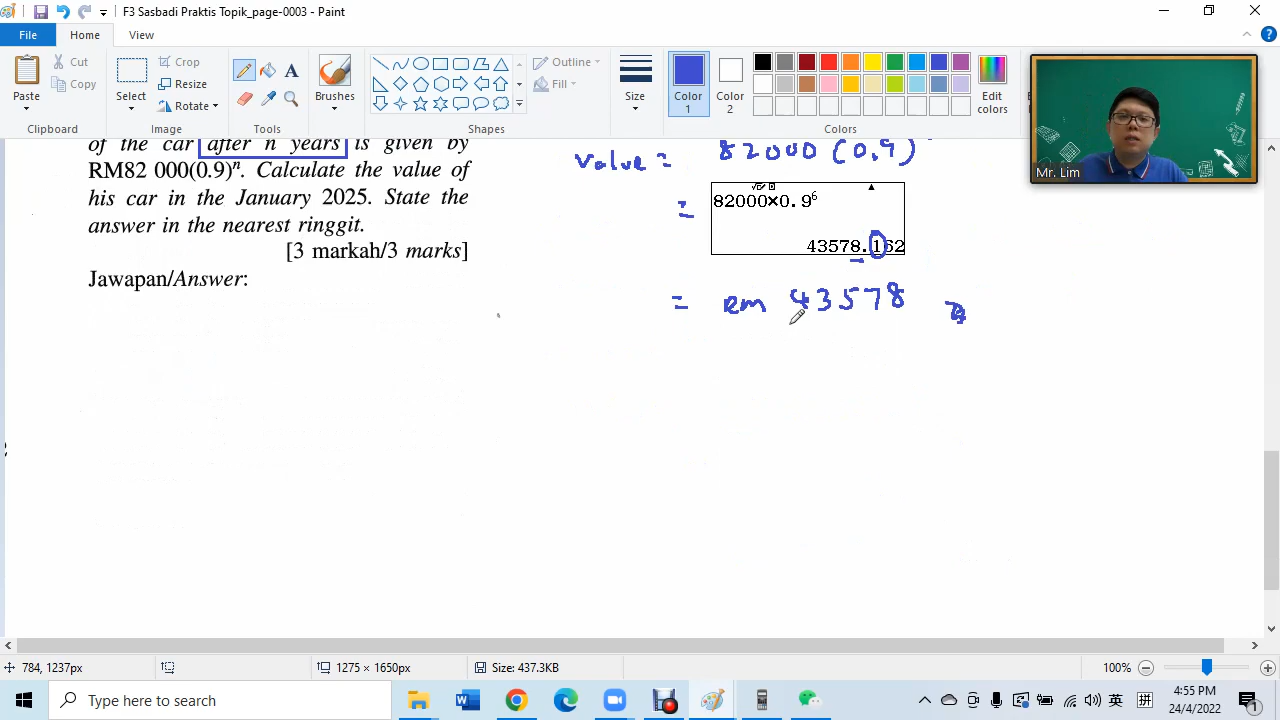 F3 Sasbadi Praktis Topik_page-0003 - Paint
File
Home
View
Paste
Cut
Copy
Clipboard
Select
Crop
Resize
Rotate
Image
A
Tools
Brushes
Shapes
Outline
Fill
Size
Color 1
Color 2
Colors
Edit colors
Mr. Lim
of the car after n years is given by
RM82 000(0.9)ⁿ. Calculate the value of
his car in the January 2025. State the
answer in the nearest ringgit.
[3 markah/3 marks]
Jawapan/Answer:
value = 82000 (0.9)
= 82000×0.9⁶
43578.162
= RM 43578
784, 1237px
1275 × 1650px
Size: 437.3KB
100%
Type here to search
英
拼
4:55 PM
24/4/2022
1